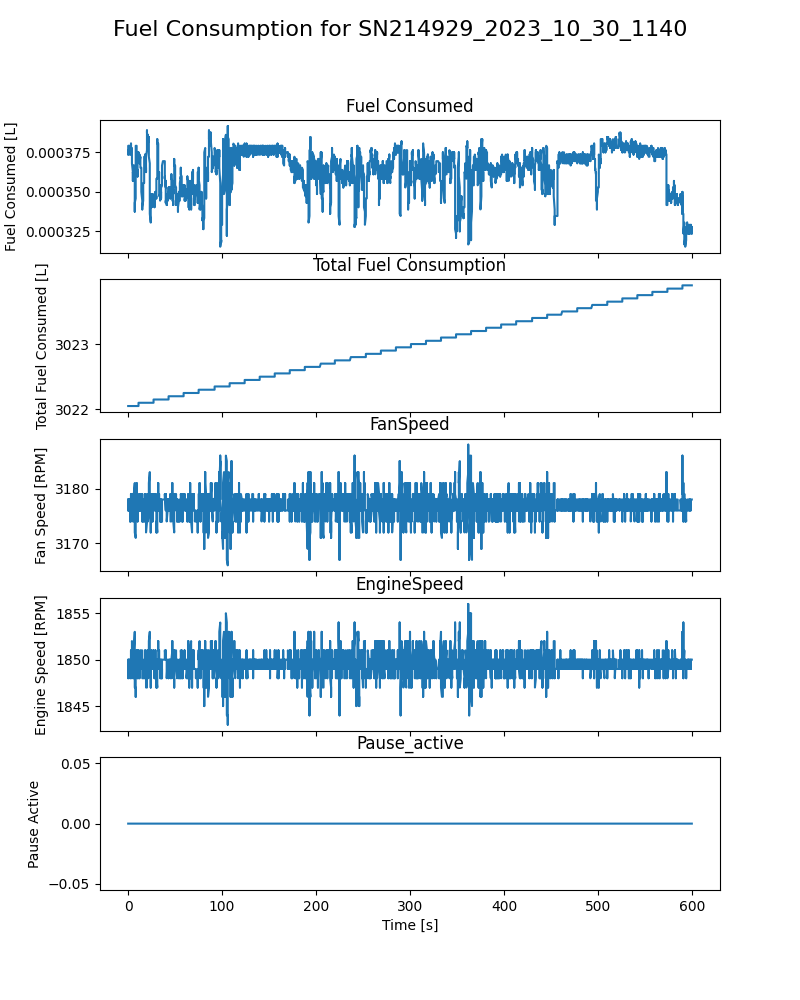 Fuel Consumption for SN214929_2023_10_30_1140
Fuel Consumed
Fuel Consumed [L]
0.000375
0.000350
0.000325
Total Fuel Consumption
Total Fuel Consumed [L]
3023
3022
FanSpeed
Fan Speed [RPM]
3180
3170
EngineSpeed
Engine Speed [RPM]
1855
1850
1845
Pause_active
Pause Active
0.05
0.00
−0.05
0 100 200 300 400 500 600
Time [s]